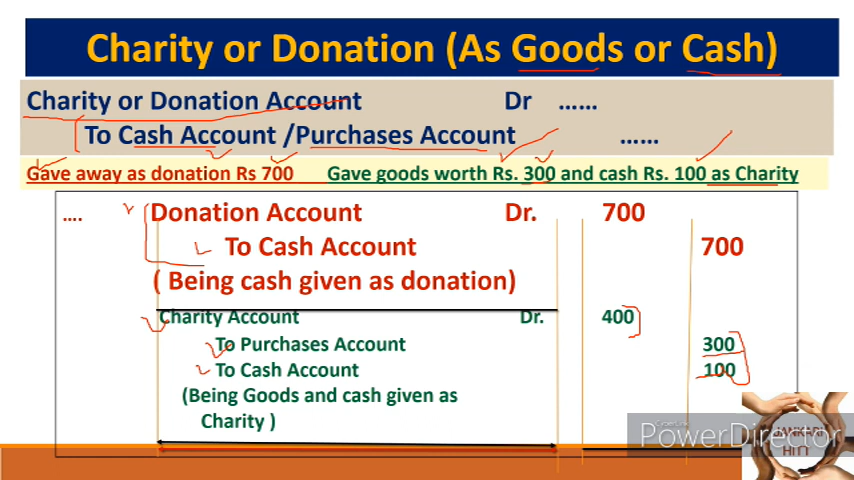 Charity or Donation (As Goods or Cash)
Charity or Donation Account Dr ......
To Cash Account /Purchases Account ......
Gave away as donation Rs 700 Gave goods worth Rs. 300 and cash Rs. 100 as Charity
.... Donation Account Dr. 700
To Cash Account 700
( Being cash given as donation)
Charity Account Dr. 400
To Purchases Account 300
To Cash Account 100
(Being Goods and cash given as
Charity )
CyberLink
PowerDirector
JANKARI